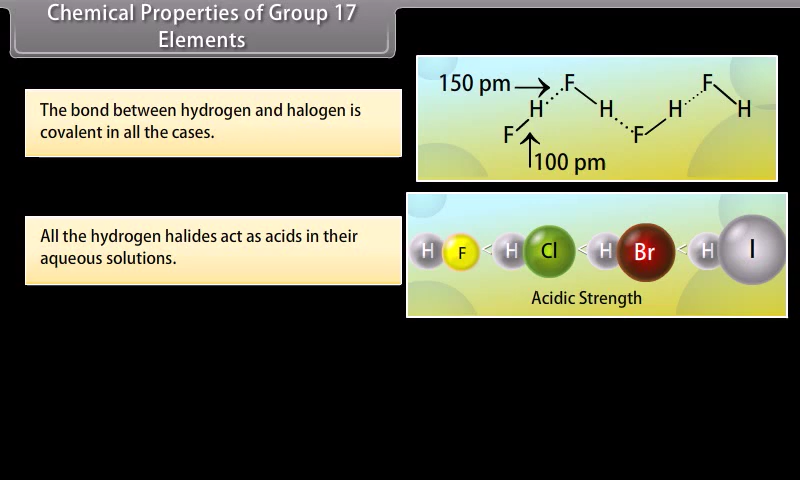 Chemical Properties of Group 17
Elements
The bond between hydrogen and halogen is
covalent in all the cases.
150 pm
F
F
H
H
H
H
F
F
100 pm
All the hydrogen halides act as acids in their
aqueous solutions.
H F < H Cl < H Br < H I
Acidic Strength